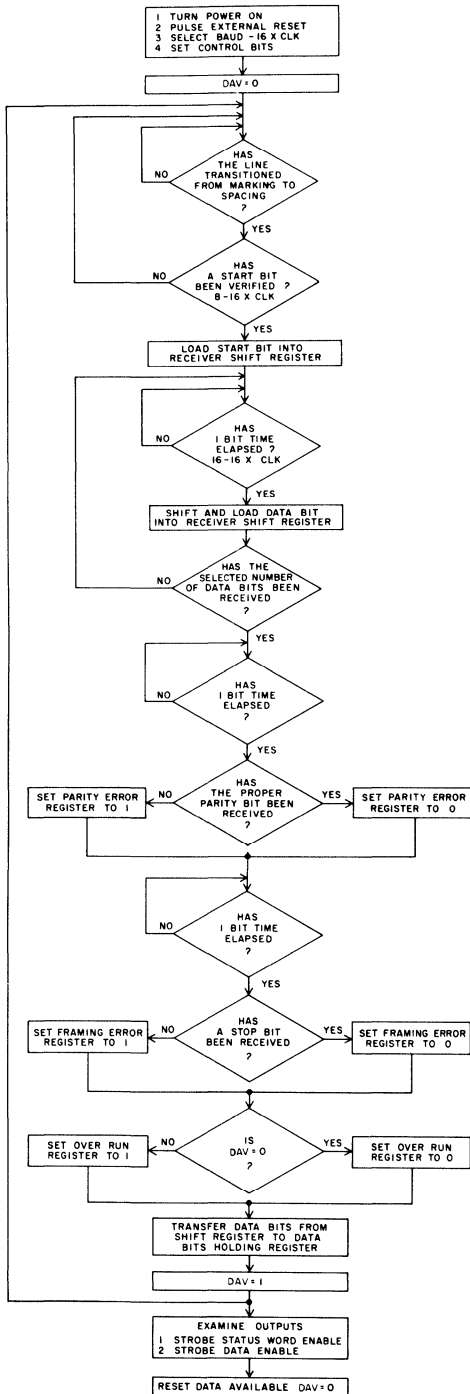 1 TURN POWER ON
2 PULSE EXTERNAL RESET
3 SELECT BAUD - 16 X CLK
4 SET CONTROL BITS
DAV = 0
HAS
THE LINE
TRANSITIONED
FROM MARKING TO
SPACING
?
NO
YES
HAS
A START BIT
BEEN VERIFIED ?
8-16 X CLK
NO
YES
LOAD START BIT INTO
RECEIVER SHIFT REGISTER
HAS
1 BIT TIME
ELAPSED ?
16-16 X CLK
NO
YES
SHIFT AND LOAD DATA BIT
INTO RECEIVER SHIFT REGISTER
HAS THE
SELECTED NUMBER
OF DATA BITS BEEN
RECEIVED
?
NO
YES
HAS
1 BIT TIME
ELAPSED
?
NO
YES
HAS
THE PROPER
PARITY BIT BEEN
RECEIVED
?
NO
YES
SET PARITY ERROR
REGISTER TO 1
SET PARITY ERROR
REGISTER TO 0
HAS
1 BIT TIME
ELAPSED
?
NO
YES
HAS
A STOP BIT
BEEN RECEIVED
?
NO
YES
SET FRAMING ERROR
REGISTER TO 1
SET FRAMING ERROR
REGISTER TO 0
IS
DAV = 0
?
NO
YES
SET OVER RUN
REGISTER TO 1
SET OVER RUN
REGISTER TO 0
TRANSFER DATA BITS FROM
SHIFT REGISTER TO DATA
BITS HOLDING REGISTER
DAV = 1
EXAMINE OUTPUTS
1 STROBE STATUS WORD ENABLE
2 STROBE DATA ENABLE
RESET DATA AVAILABLE DAV = 0